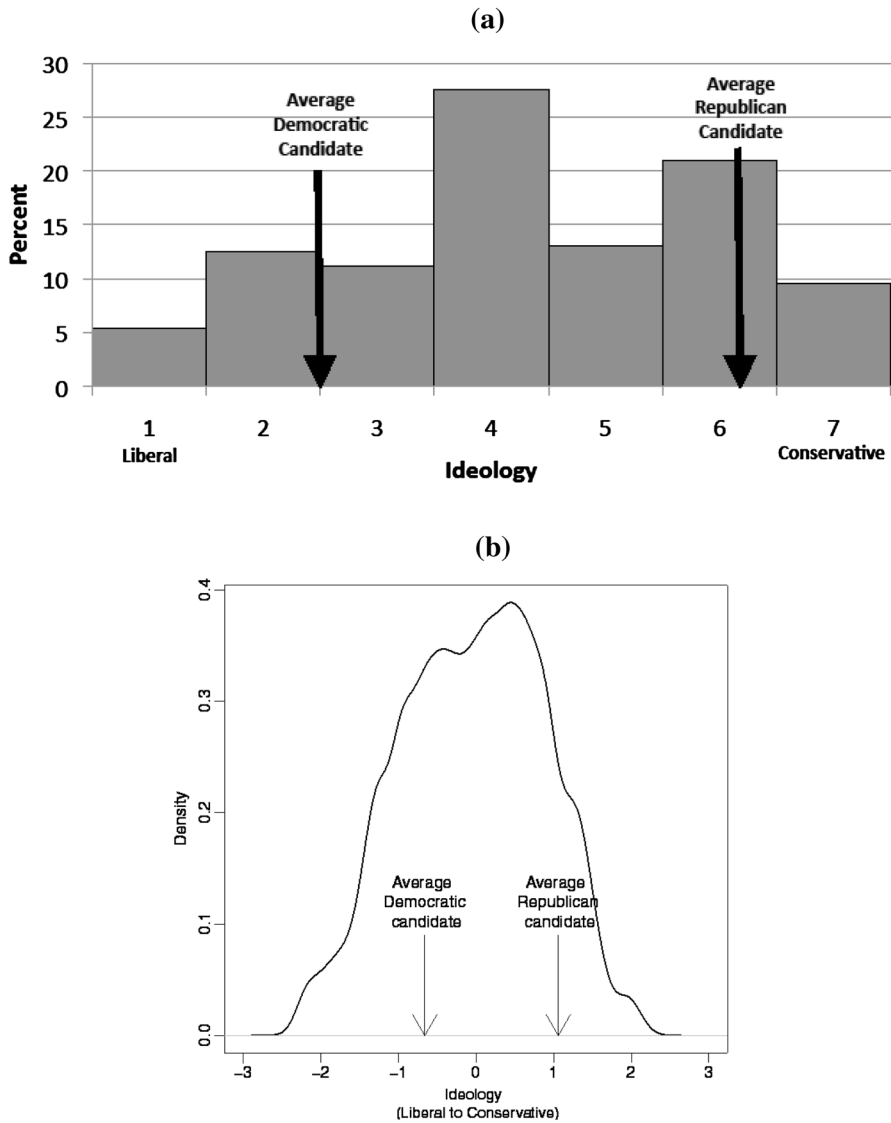 (a)
30
25
20
15
10
5
0
Percent
Average
Democratic
Candidate
Average
Republican
Candidate
1 2 3 4 5 6 7
Liberal
Conservative
Ideology
(b)
0.4
0.3
0.2
0.1
0.0
Density
Average
Democratic
candidate
Average
Republican
candidate
−3 −2 −1 0 1 2 3
Ideology
(Liberal to Conservative)